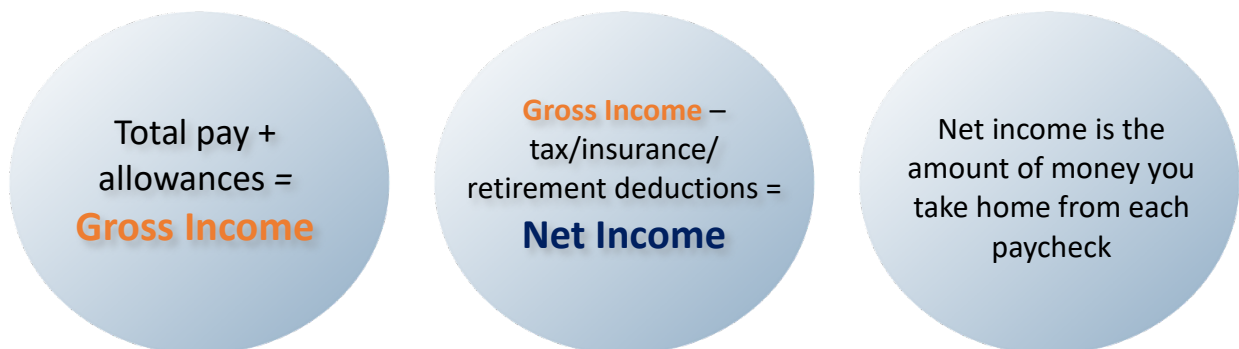 Total pay +
allowances =
Gross Income
Gross Income –
tax/insurance/
retirement deductions =
Net Income
Net income is the
amount of money you
take home from each
paycheck